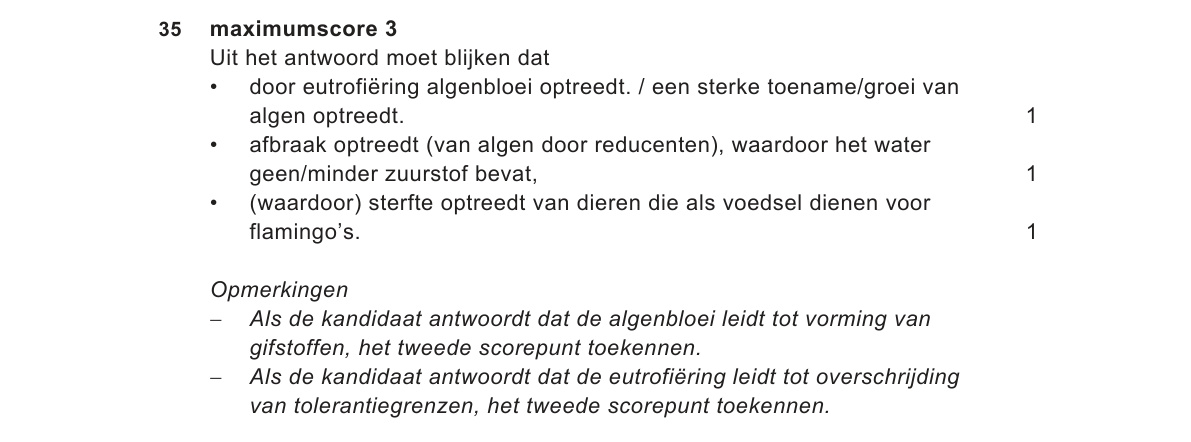 35 maximumscore 3
Uit het antwoord moet blijken dat
• door eutrofiëring algenbloei optreedt. / een sterke toename/groei van
algen optreedt. 1
• afbraak optreedt (van algen door reducenten), waardoor het water
geen/minder zuurstof bevat, 1
• (waardoor) sterfte optreedt van dieren die als voedsel dienen voor
flamingo’s. 1
Opmerkingen
– Als de kandidaat antwoordt dat de algenbloei leidt tot vorming van
gifstoffen, het tweede scorepunt toekennen.
– Als de kandidaat antwoordt dat de eutrofiëring leidt tot overschrijding
van tolerantiegrenzen, het tweede scorepunt toekennen.